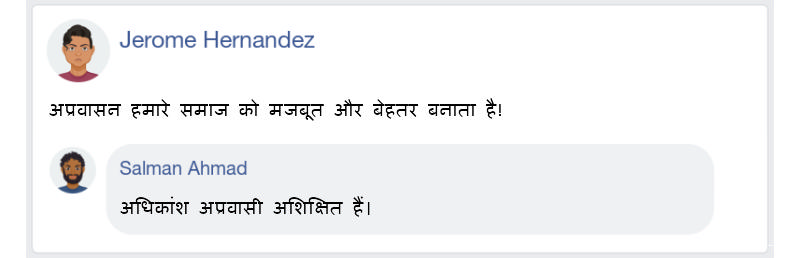 Jerome Hernandez
अप्रवासन हमारे समाज को मजबूत और बेहतर बनाता है!
Salman Ahmad
अधिकांश अप्रवासी अशिक्षित हैं।